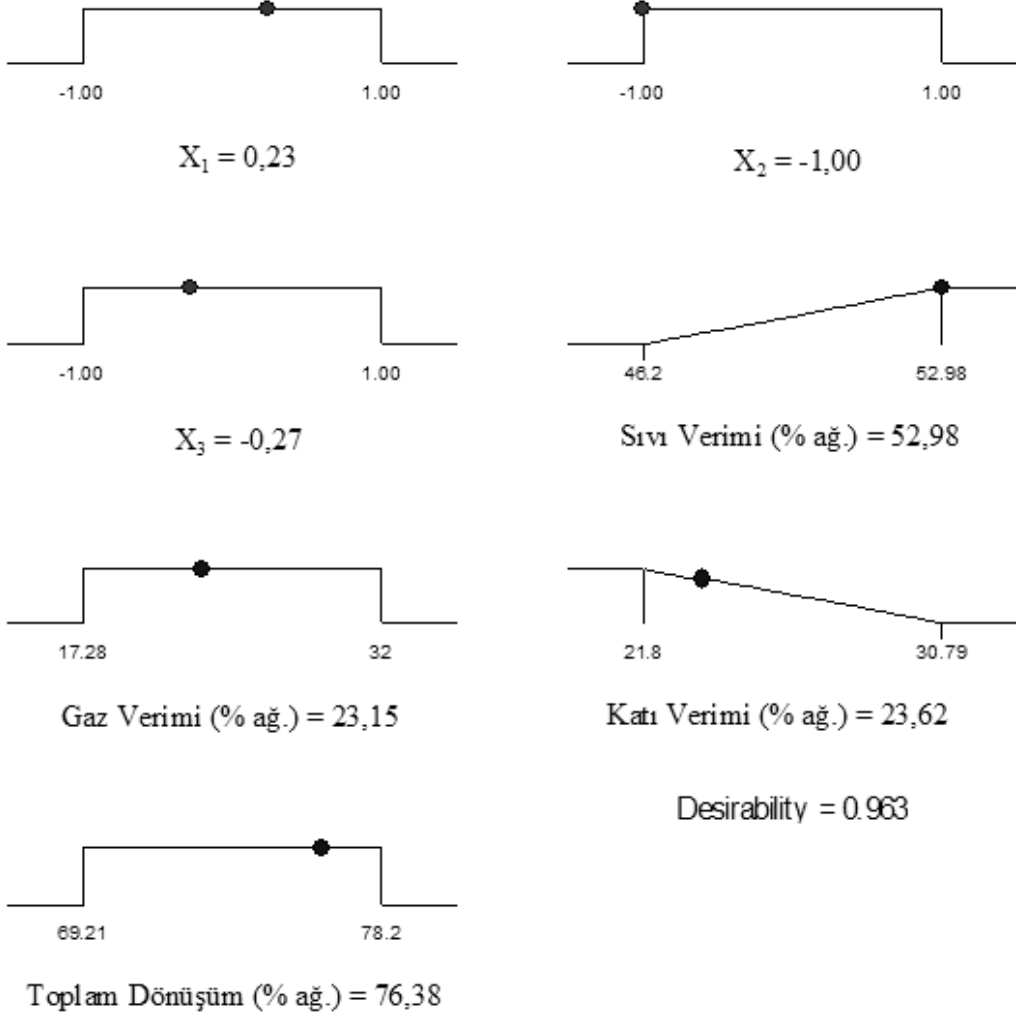 -1.00 1.00
-1.00 1.00
X₁ = 0,23
X₂ = -1,00
-1.00 1.00
46.2 52.98
X₃ = -0,27
Sıvı Verimi (% ağ.) = 52,98
17.28 32
21.8 30.79
Gaz Verimi (% ağ.) = 23,15
Katı Verimi (% ağ.) = 23,62
Desirability = 0.963
69.21 78.2
Toplam Dönüşüm (% ağ.) = 76,38